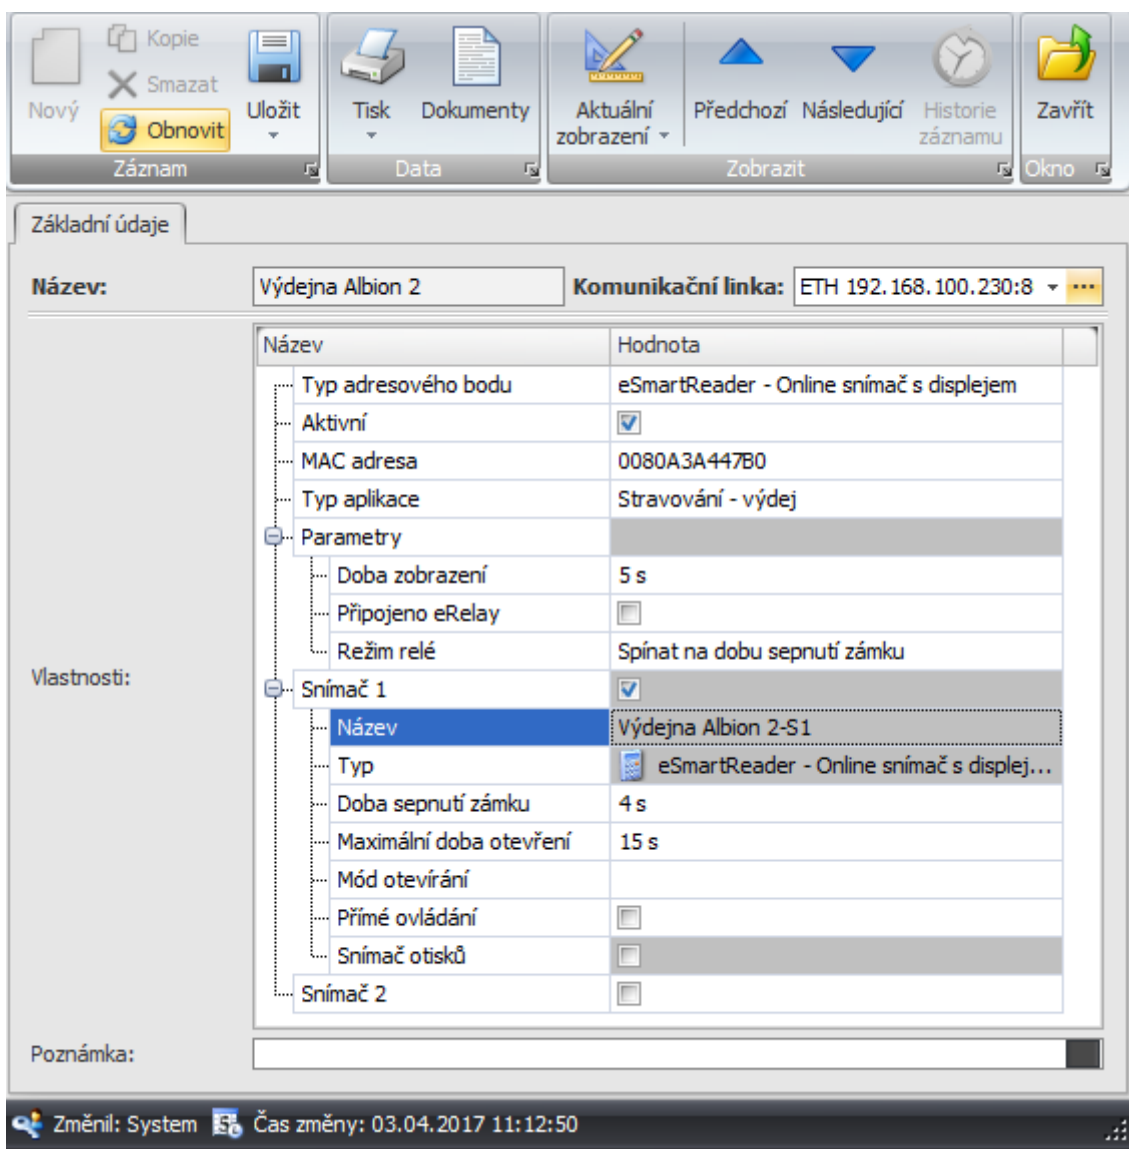 Nový
Kopie
Smazat
Obnovit
Uložit
Záznam
Tisk
Dokumenty
Data
Aktuální
zobrazení
Předchozí
Následující
Historie
záznamu
Zobrazit
Zavřít
Okno
Základní údaje
Název: Výdejna Albion 2 Komunikační linka: ETH 192.168.100.230:8
Název Hodnota
Typ adresového bodu eSmartReader - Online snímač s displejem
Aktivní
MAC adresa 0080A3A447B0
Typ aplikace Stravování - výdej
Parametry
Doba zobrazení 5 s
Připojeno eRelay
Režim relé Spínat na dobu sepnutí zámku
Vlastnosti:
Snímač 1
Název Výdejna Albion 2-S1
Typ eSmartReader - Online snímač s displej...
Doba sepnutí zámku 4 s
Maximální doba otevření 15 s
Mód otevírání
Přímé ovládání
Snímač otisků
Snímač 2
Poznámka:
Změnil: System Čas změny: 03.04.2017 11:12:50